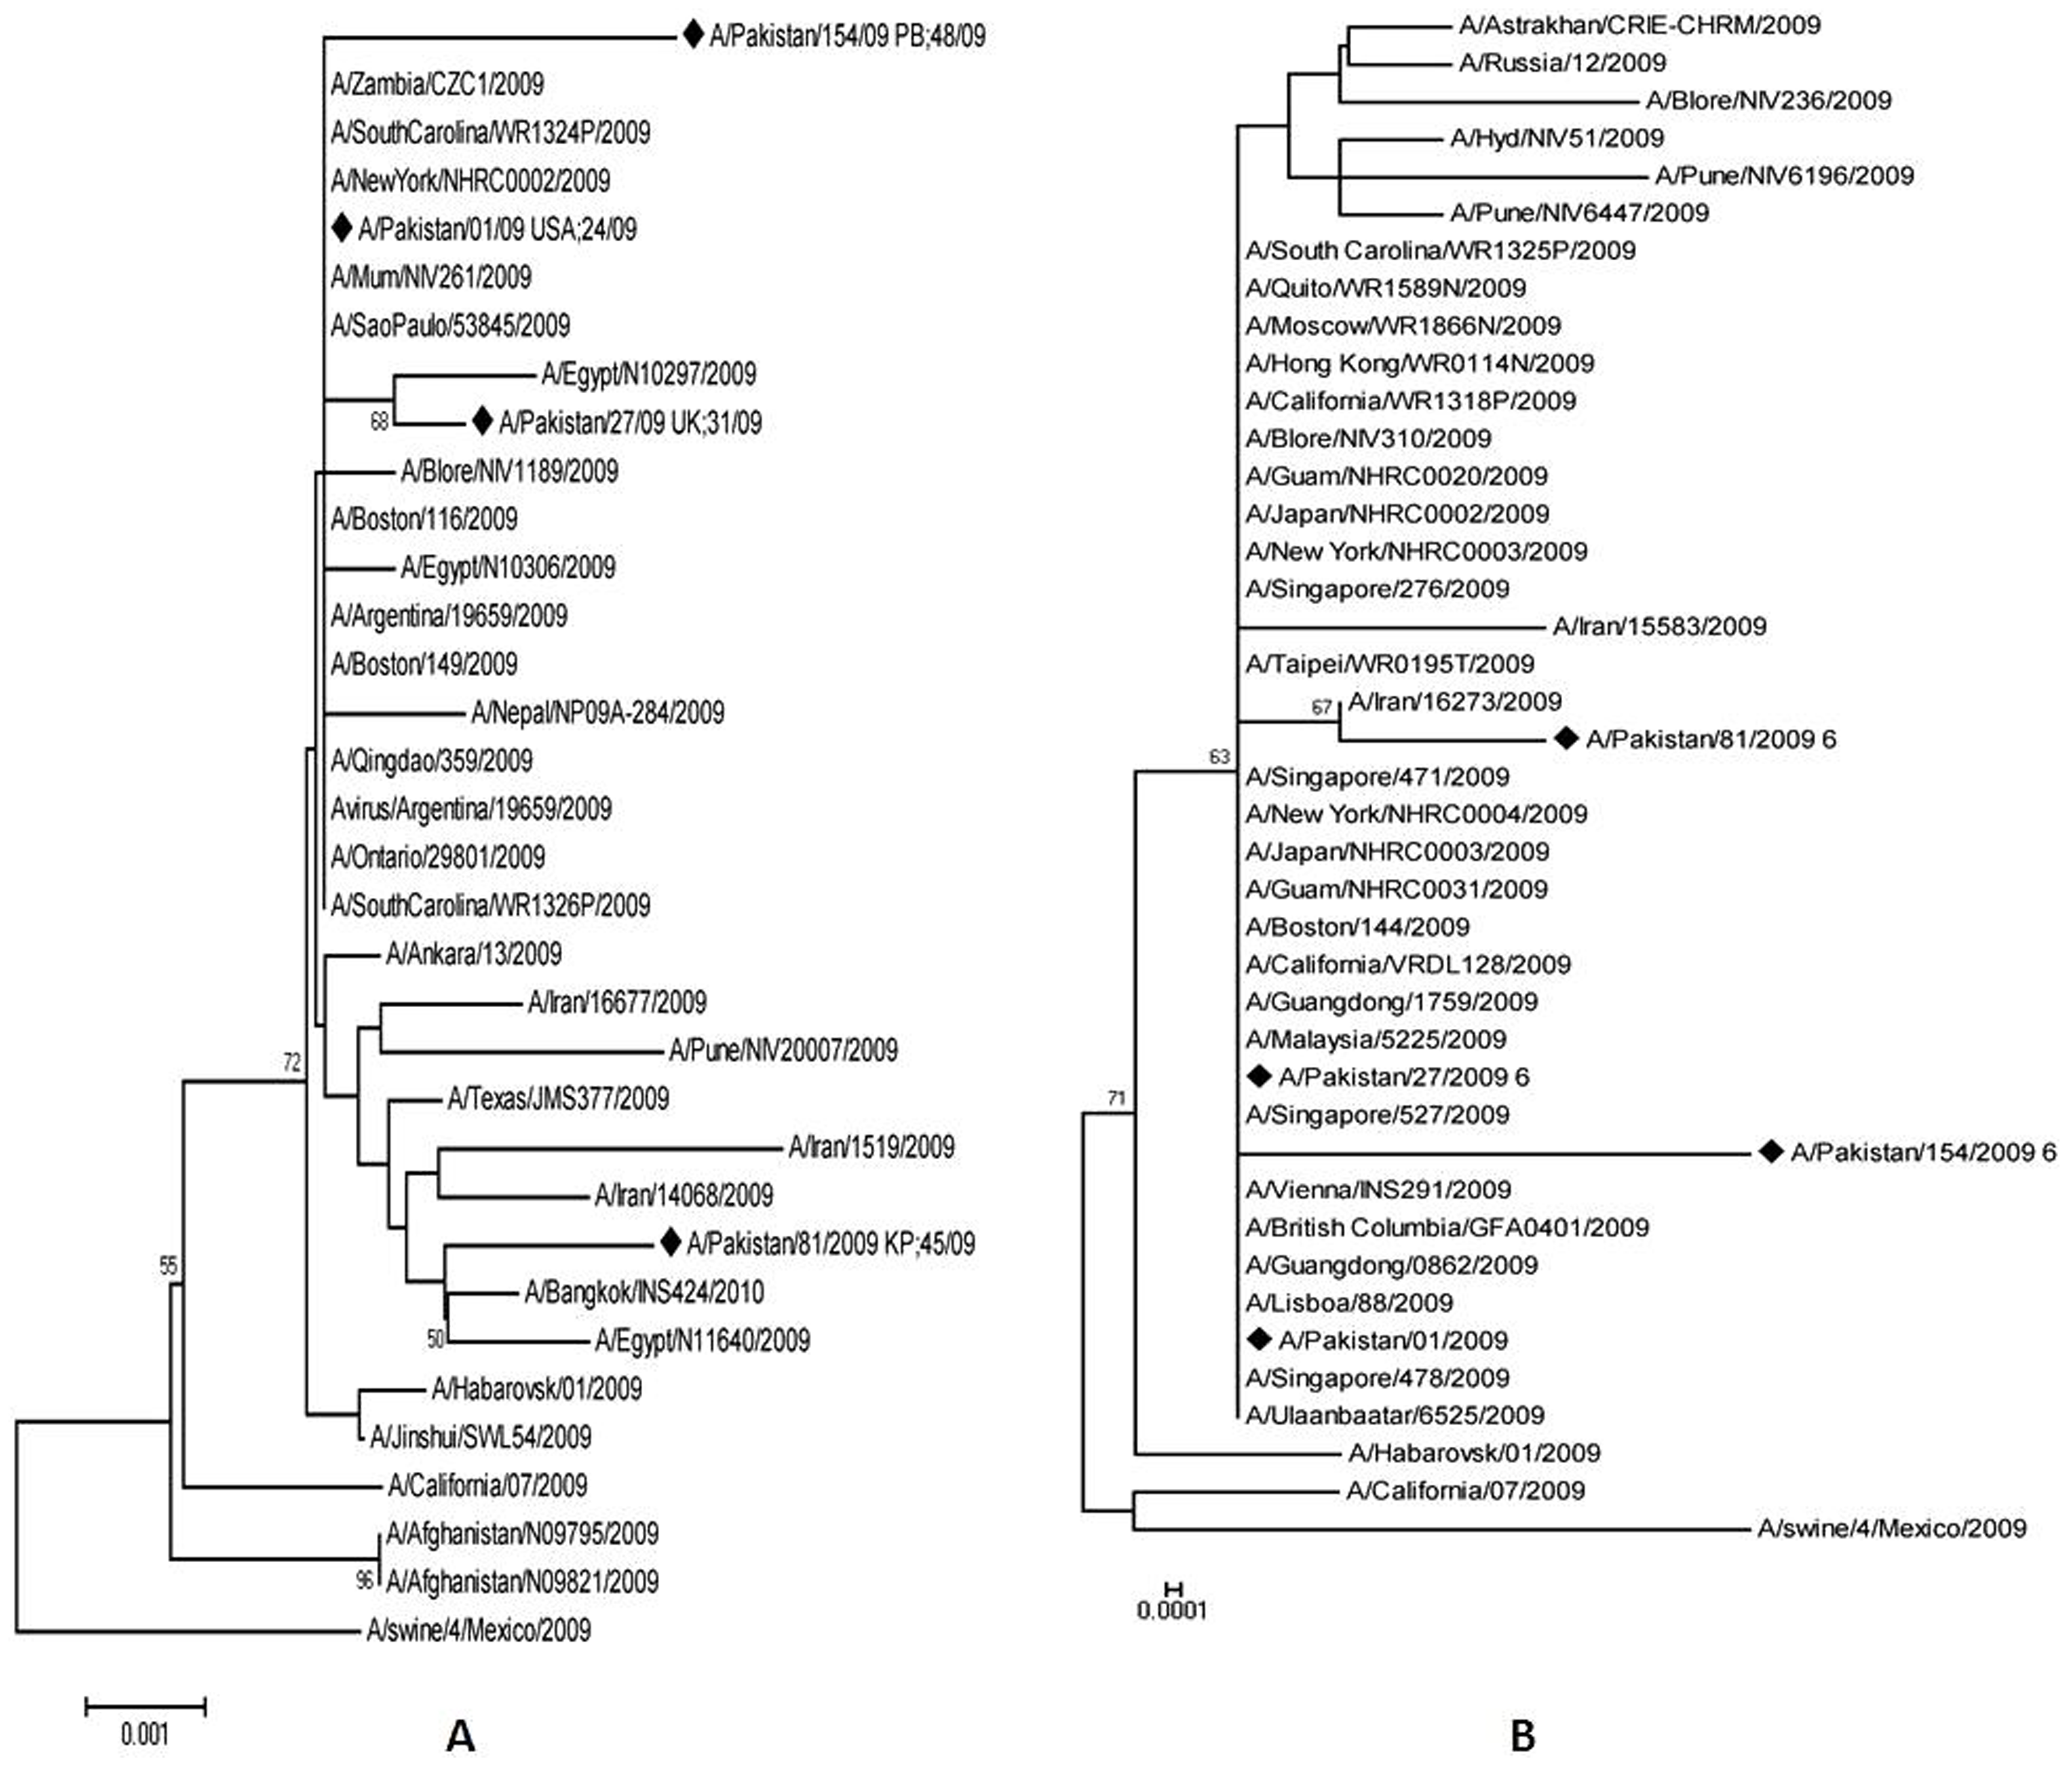 A/Pakistan/154/09 PB;48/09
A/Zambia/CZC1/2009
A/SouthCarolina/WR1324P/2009
A/NewYork/NHRC0002/2009
A/Pakistan/01/09 USA;24/09
A/Mum/NIV261/2009
A/SaoPaulo/53845/2009
A/Egypt/N10297/2009
68
A/Pakistan/27/09 UK;31/09
A/Blore/NIV1189/2009
A/Boston/116/2009
A/Egypt/N10306/2009
A/Argentina/19659/2009
A/Boston/149/2009
A/Nepal/NP09A-284/2009
A/Qingdao/359/2009
Avirus/Argentina/19659/2009
A/Ontario/29801/2009
A/SouthCarolina/WR1326P/2009
A/Ankara/13/2009
A/Iran/16677/2009
A/Pune/NIV20007/2009
72
A/Texas/JMS377/2009
A/Iran/1519/2009
A/Iran/14068/2009
A/Pakistan/81/2009 KP;45/09
55
A/Bangkok/INS424/2010
50
A/Egypt/N11640/2009
A/Habarovsk/01/2009
A/Jinshui/SWL54/2009
A/California/07/2009
A/Afghanistan/N09795/2009
96
A/Afghanistan/N09821/2009
A/swine/4/Mexico/2009
0.001
A
A/Astrakhan/CRIE-CHRM/2009
A/Russia/12/2009
A/Blore/NIV236/2009
A/Hyd/NIV51/2009
A/Pune/NIV6196/2009
A/Pune/NIV6447/2009
A/South Carolina/WR1325P/2009
A/Quito/WR1589N/2009
A/Moscow/WR1866N/2009
A/Hong Kong/WR0114N/2009
A/California/WR1318P/2009
A/Blore/NIV310/2009
A/Guam/NHRC0020/2009
A/Japan/NHRC0002/2009
A/New York/NHRC0003/2009
A/Singapore/276/2009
A/Iran/15583/2009
A/Taipei/WR0195T/2009
67
A/Iran/16273/2009
A/Pakistan/81/2009 6
63
A/Singapore/471/2009
A/New York/NHRC0004/2009
A/Japan/NHRC0003/2009
A/Guam/NHRC0031/2009
A/Boston/144/2009
A/California/VRDL128/2009
A/Guangdong/1759/2009
A/Malaysia/5225/2009
A/Pakistan/27/2009 6
71
A/Singapore/527/2009
A/Pakistan/154/2009 6
A/Vienna/INS291/2009
A/British Columbia/GFA0401/2009
A/Guangdong/0862/2009
A/Lisboa/88/2009
A/Pakistan/01/2009
A/Singapore/478/2009
A/Ulaanbaatar/6525/2009
A/Habarovsk/01/2009
A/California/07/2009
A/swine/4/Mexico/2009
0.0001
B